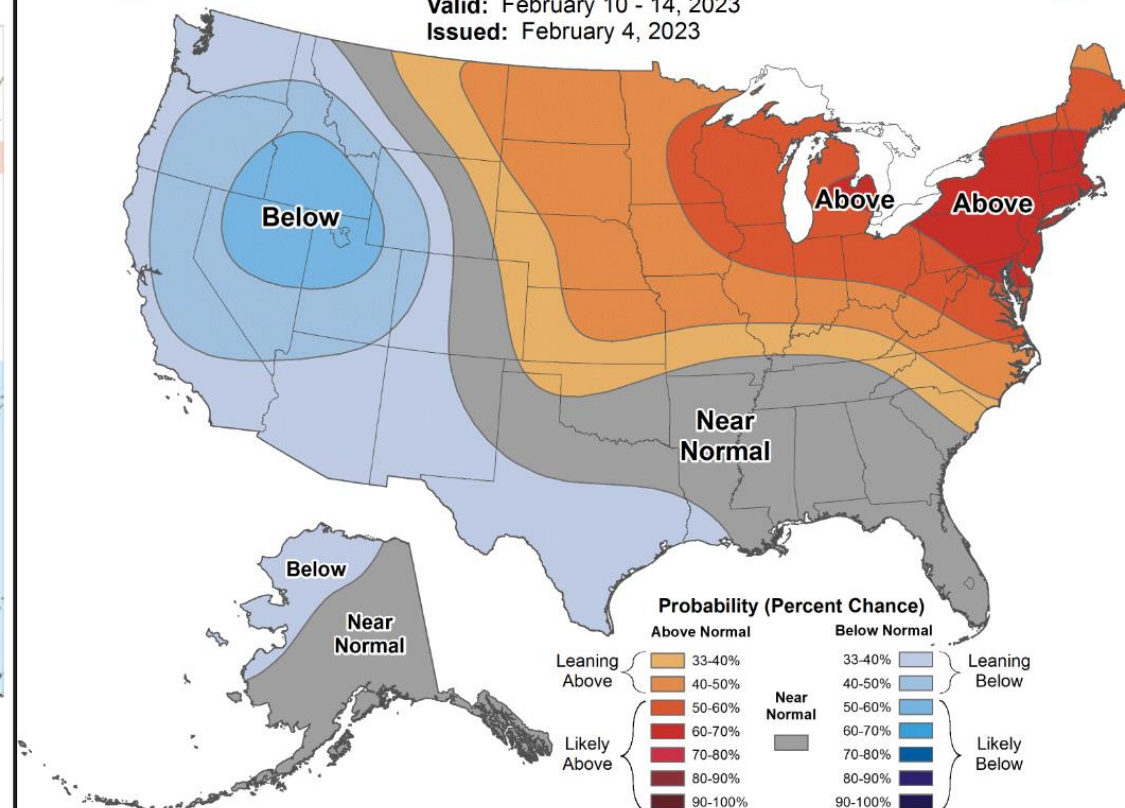 Valid: February 10 - 14, 2023
Issued: February 4, 2023
Below
Above
Above
Near
Normal
Below
Near
Normal
Probability (Percent Chance)
Above Normal
Below Normal
Leaning
Above
33-40%
40-50%
Likely
Above
50-60%
60-70%
70-80%
80-90%
90-100%
Near
Normal
33-40%
40-50%
Leaning
Below
50-60%
60-70%
70-80%
80-90%
90-100%
Likely
Below